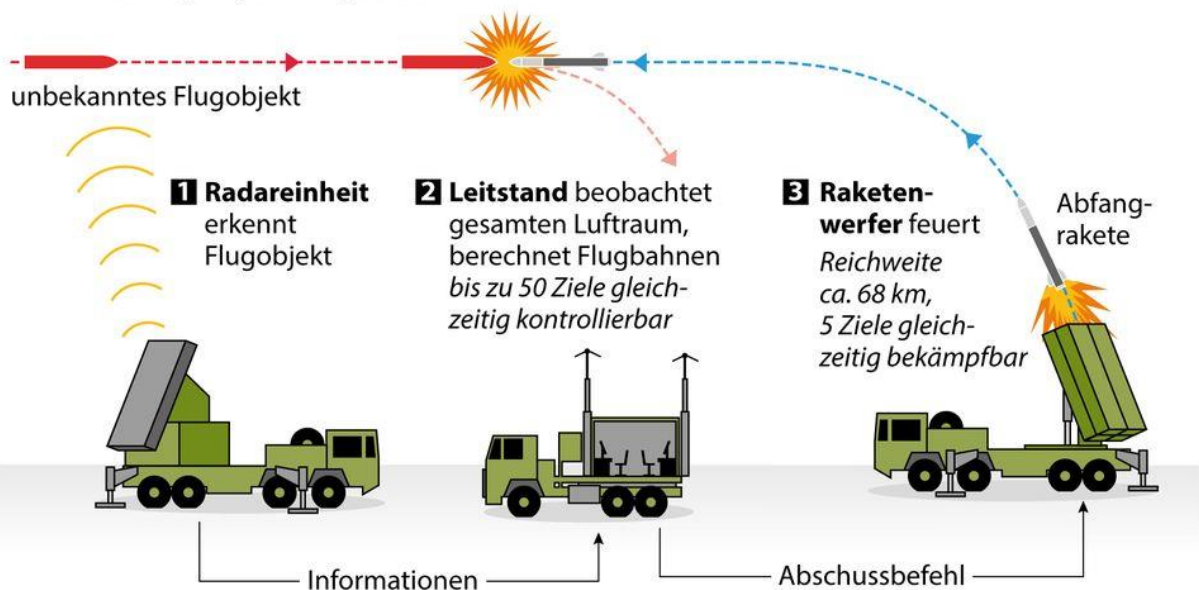 unbekanntes Flugobjekt
1 Radareinheit
erkennt
Flugobjekt
2 Leitstand beobachtet
gesamten Luftraum,
berechnet Flugbahnen
bis zu 50 Ziele gleich-
zeitig kontrollierbar
3 Raketen-
werfer feuert
Reichweite
ca. 68 km,
5 Ziele gleich-
zeitig bekämpfbar
Abfang-
rakete
Informationen
Abschussbefehl